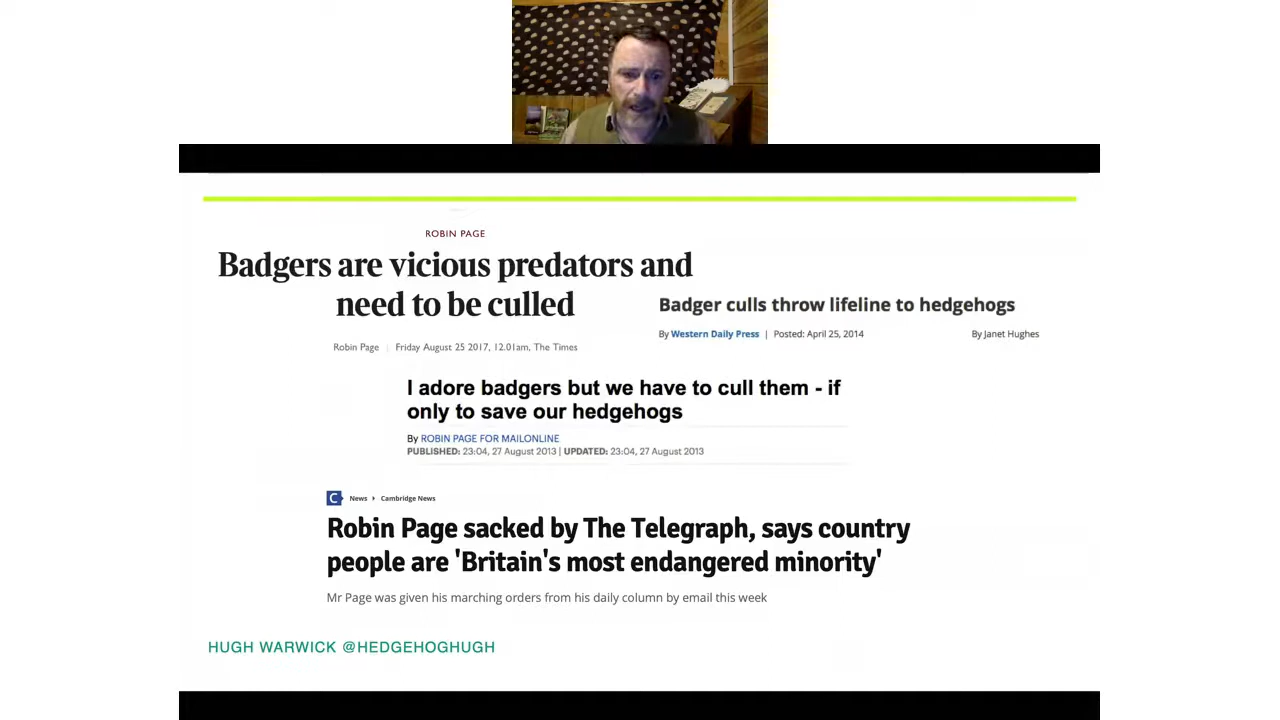 ROBIN PAGE
Badgers are vicious predators and
need to be culled
Robin Page | Friday August 25 2017, 12.01am, The Times
Badger culls throw lifeline to hedgehogs
By Western Daily Press | Posted: April 25, 2014 By Janet Hughes
I adore badgers but we have to cull them - if
only to save our hedgehogs
By ROBIN PAGE FOR MAILONLINE
PUBLISHED: 23:04, 27 August 2013 | UPDATED: 23:04, 27 August 2013
C News Cambridge News
Robin Page sacked by The Telegraph, says country
people are 'Britain's most endangered minority'
Mr Page was given his marching orders from his daily column by email this week
HUGH WARWICK @HEDGEHOGHUGH